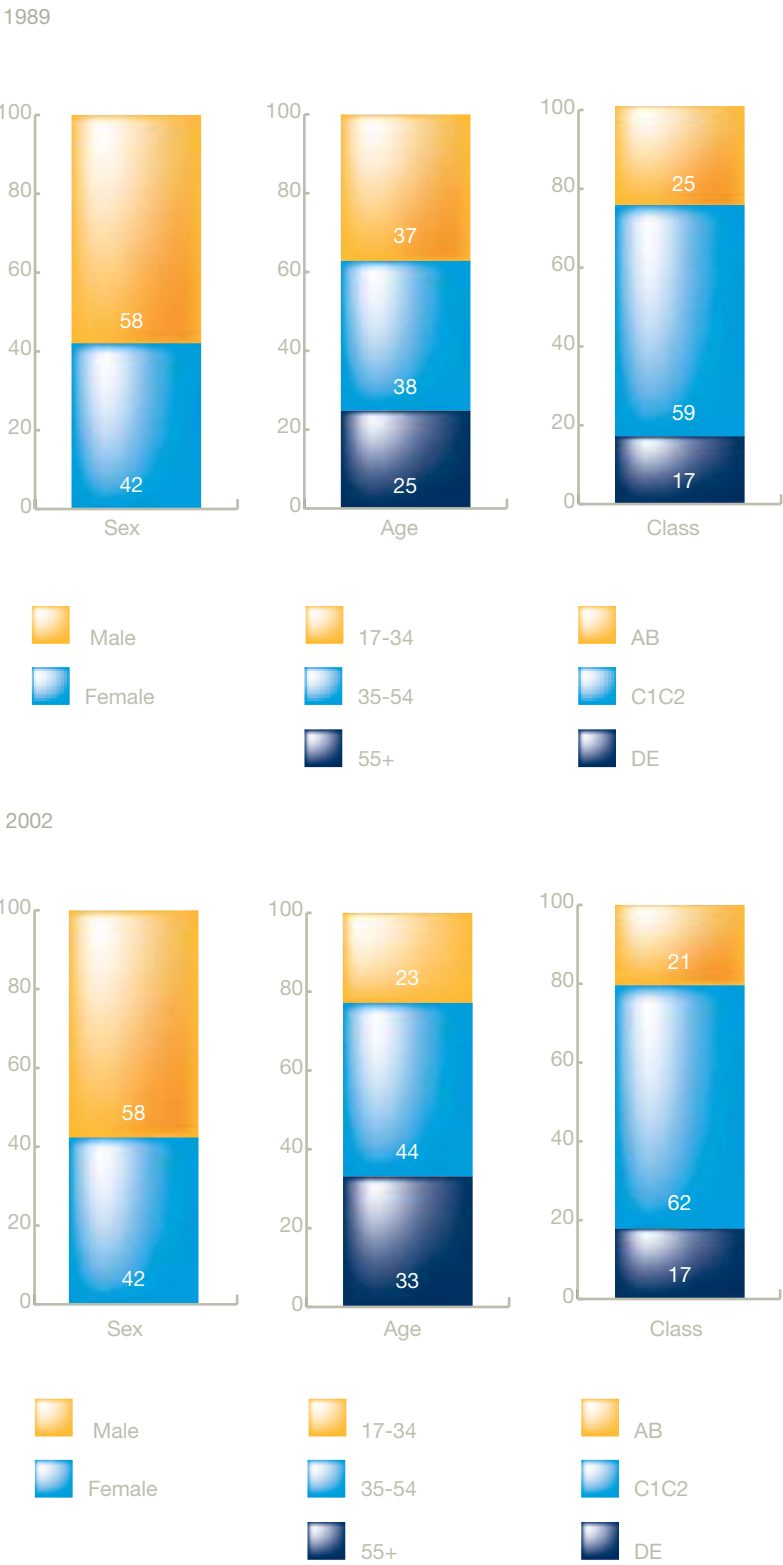 1989
100 100 100
80 80 80
60 60 60
40 40 40
20 20 20
0 0 0
58 37 25
42 38 59
25 17
Sex Age Class
Male 17-34 AB
Female 35-54 C1C2
55+ DE
2002
100 100 100
80 80 80
60 60 60
40 40 40
20 20 20
0 0 0
58 23 21
42 44 62
33 17
Sex Age Class
Male 17-34 AB
Female 35-54 C1C2
55+ DE